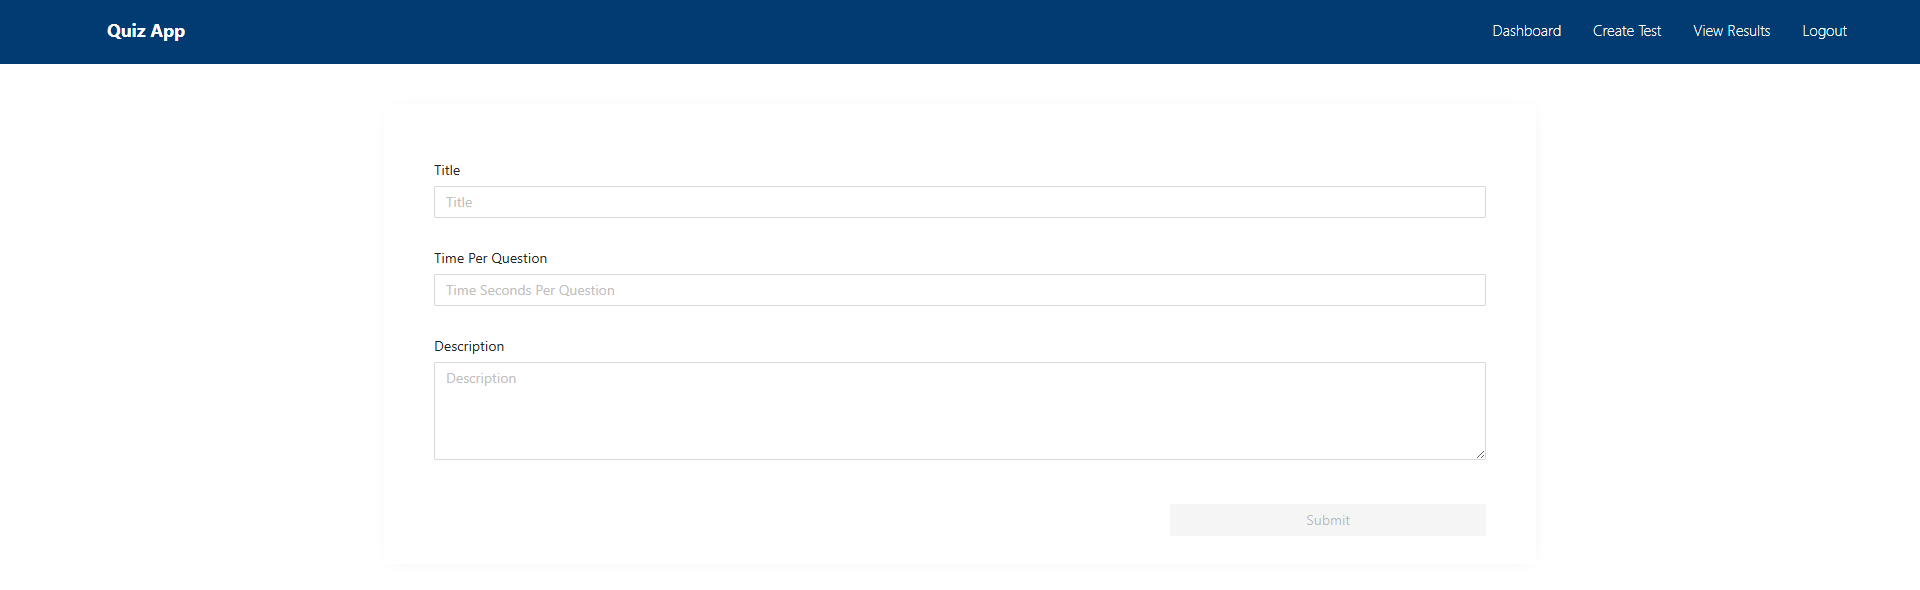 Quiz App Dashboard Create Test View Results Logout
Title
Title
Time Per Question
Time Seconds Per Question
Description
Description
Submit